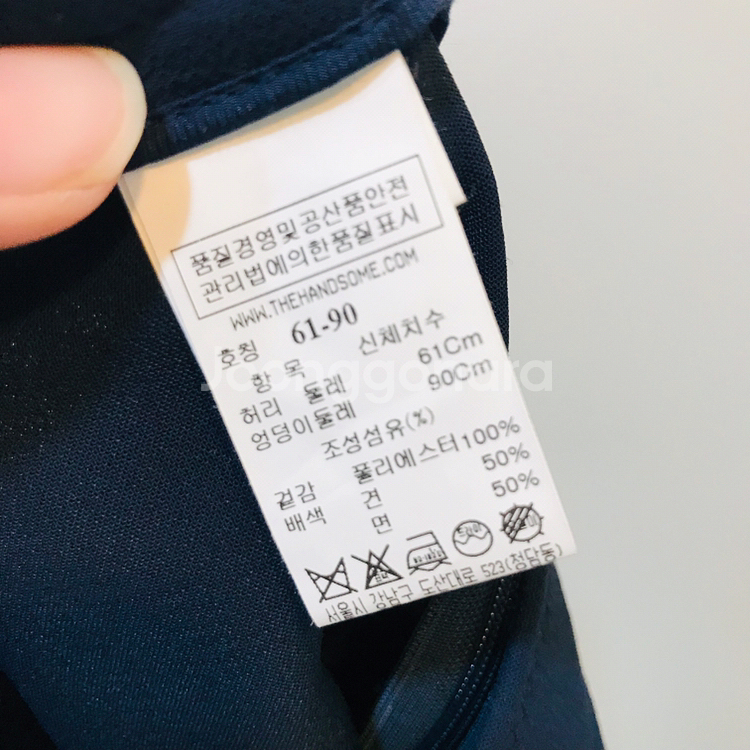 품질경영및공산품안전
관리법에의한품질표시
WWW.THEHANDSOME.COM
호칭 61-90
항 목 신체치수
허리 둘레 61Cm
엉덩이둘레 90Cm
조성섬유(%)
겉감 폴리에스터100%
배색 견 50%
면 50%
드라이
서울시 강남구 도산대로 523(청담동)
Joonggonara